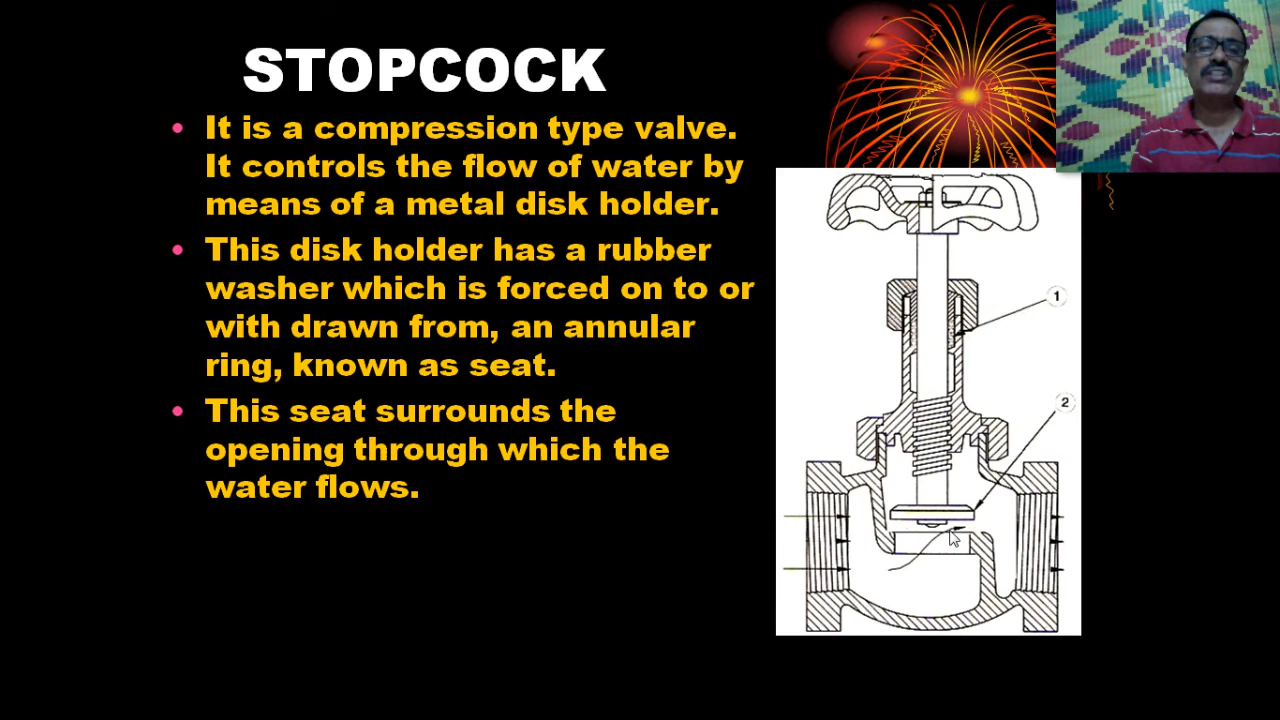 STOPCOCK
• It is a compression type valve.
It controls the flow of water by
means of a metal disk holder.
• This disk holder has a rubber
washer which is forced on to or
with drawn from, an annular
ring, known as seat.
• This seat surrounds the
opening through which the
water flows.
1
2